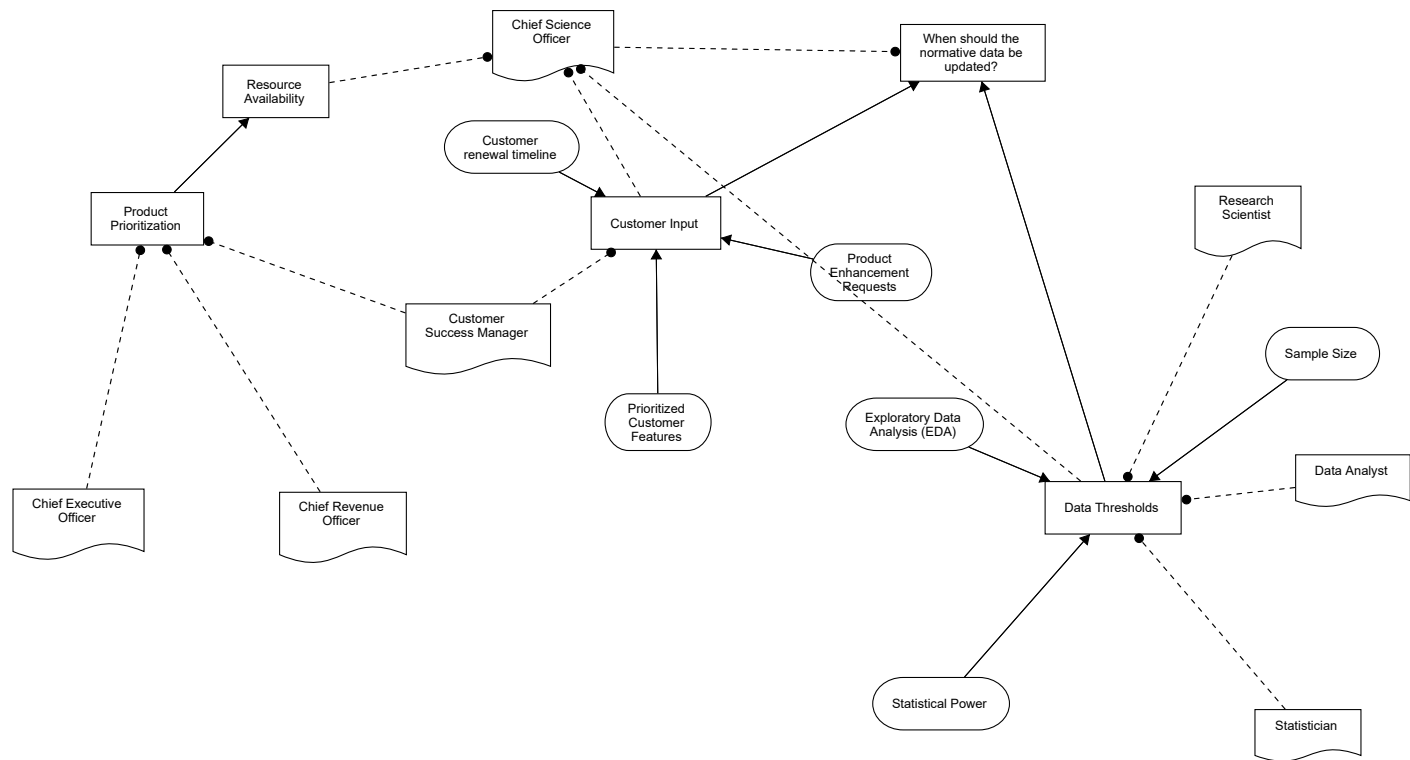 Chief Science
Officer
When should the
normative data be
updated?
Resource
Availability
Customer
renewal timeline
Product
Prioritization
Customer Input
Research
Scientist
Product
Enhancement
Requests
Customer
Success Manager
Sample Size
Prioritized
Customer
Features
Exploratory Data
Analysis (EDA)
Data Analyst
Chief Executive
Officer
Chief Revenue
Officer
Data Thresholds
Statistical Power
Statistician